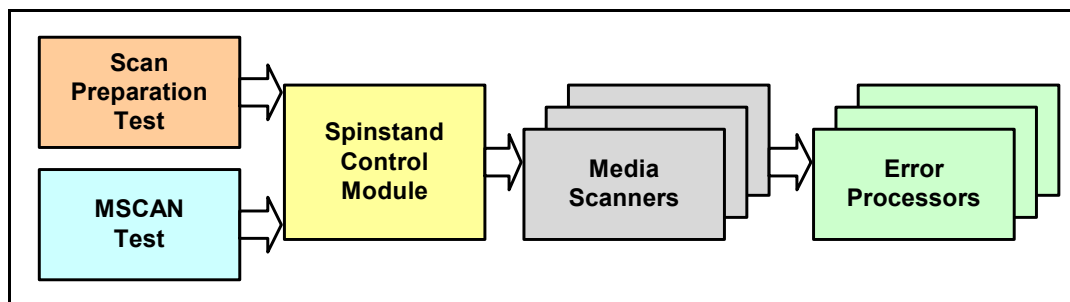 Scan
Preparation
Test
MSCAN
Test
Spinstand
Control
Module
Media
Scanners
Error
Processors